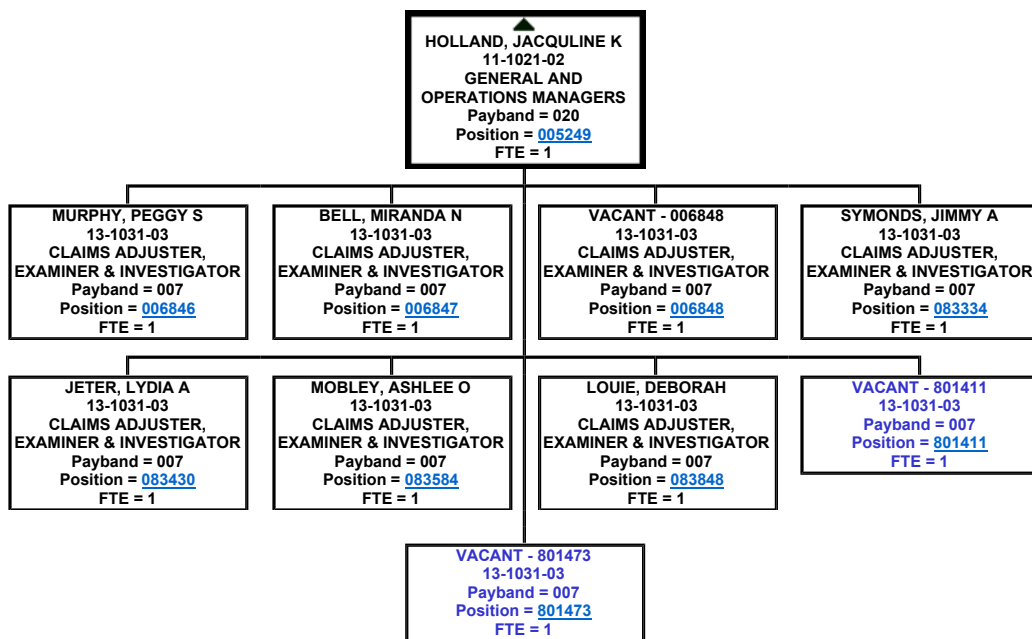 HOLLAND, JACQULINE K
11-1021-02
GENERAL AND
OPERATIONS MANAGERS
Payband = 020
Position = 005249
FTE = 1
MURPHY, PEGGY S
13-1031-03
CLAIMS ADJUSTER,
EXAMINER & INVESTIGATOR
Payband = 007
Position = 006846
FTE = 1
BELL, MIRANDA N
13-1031-03
CLAIMS ADJUSTER,
EXAMINER & INVESTIGATOR
Payband = 007
Position = 006847
FTE = 1
VACANT - 006848
13-1031-03
CLAIMS ADJUSTER,
EXAMINER & INVESTIGATOR
Payband = 007
Position = 006848
FTE = 1
SYMONDS, JIMMY A
13-1031-03
CLAIMS ADJUSTER,
EXAMINER & INVESTIGATOR
Payband = 007
Position = 083334
FTE = 1
JETER, LYDIA A
13-1031-03
CLAIMS ADJUSTER,
EXAMINER & INVESTIGATOR
Payband = 007
Position = 083430
FTE = 1
MOBLEY, ASHLEE O
13-1031-03
CLAIMS ADJUSTER,
EXAMINER & INVESTIGATOR
Payband = 007
Position = 083584
FTE = 1
LOUIE, DEBORAH
13-1031-03
CLAIMS ADJUSTER,
EXAMINER & INVESTIGATOR
Payband = 007
Position = 083848
FTE = 1
VACANT - 801411
13-1031-03
Payband = 007
Position = 801411
FTE = 1
VACANT - 801473
13-1031-03
Payband = 007
Position = 801473
FTE = 1